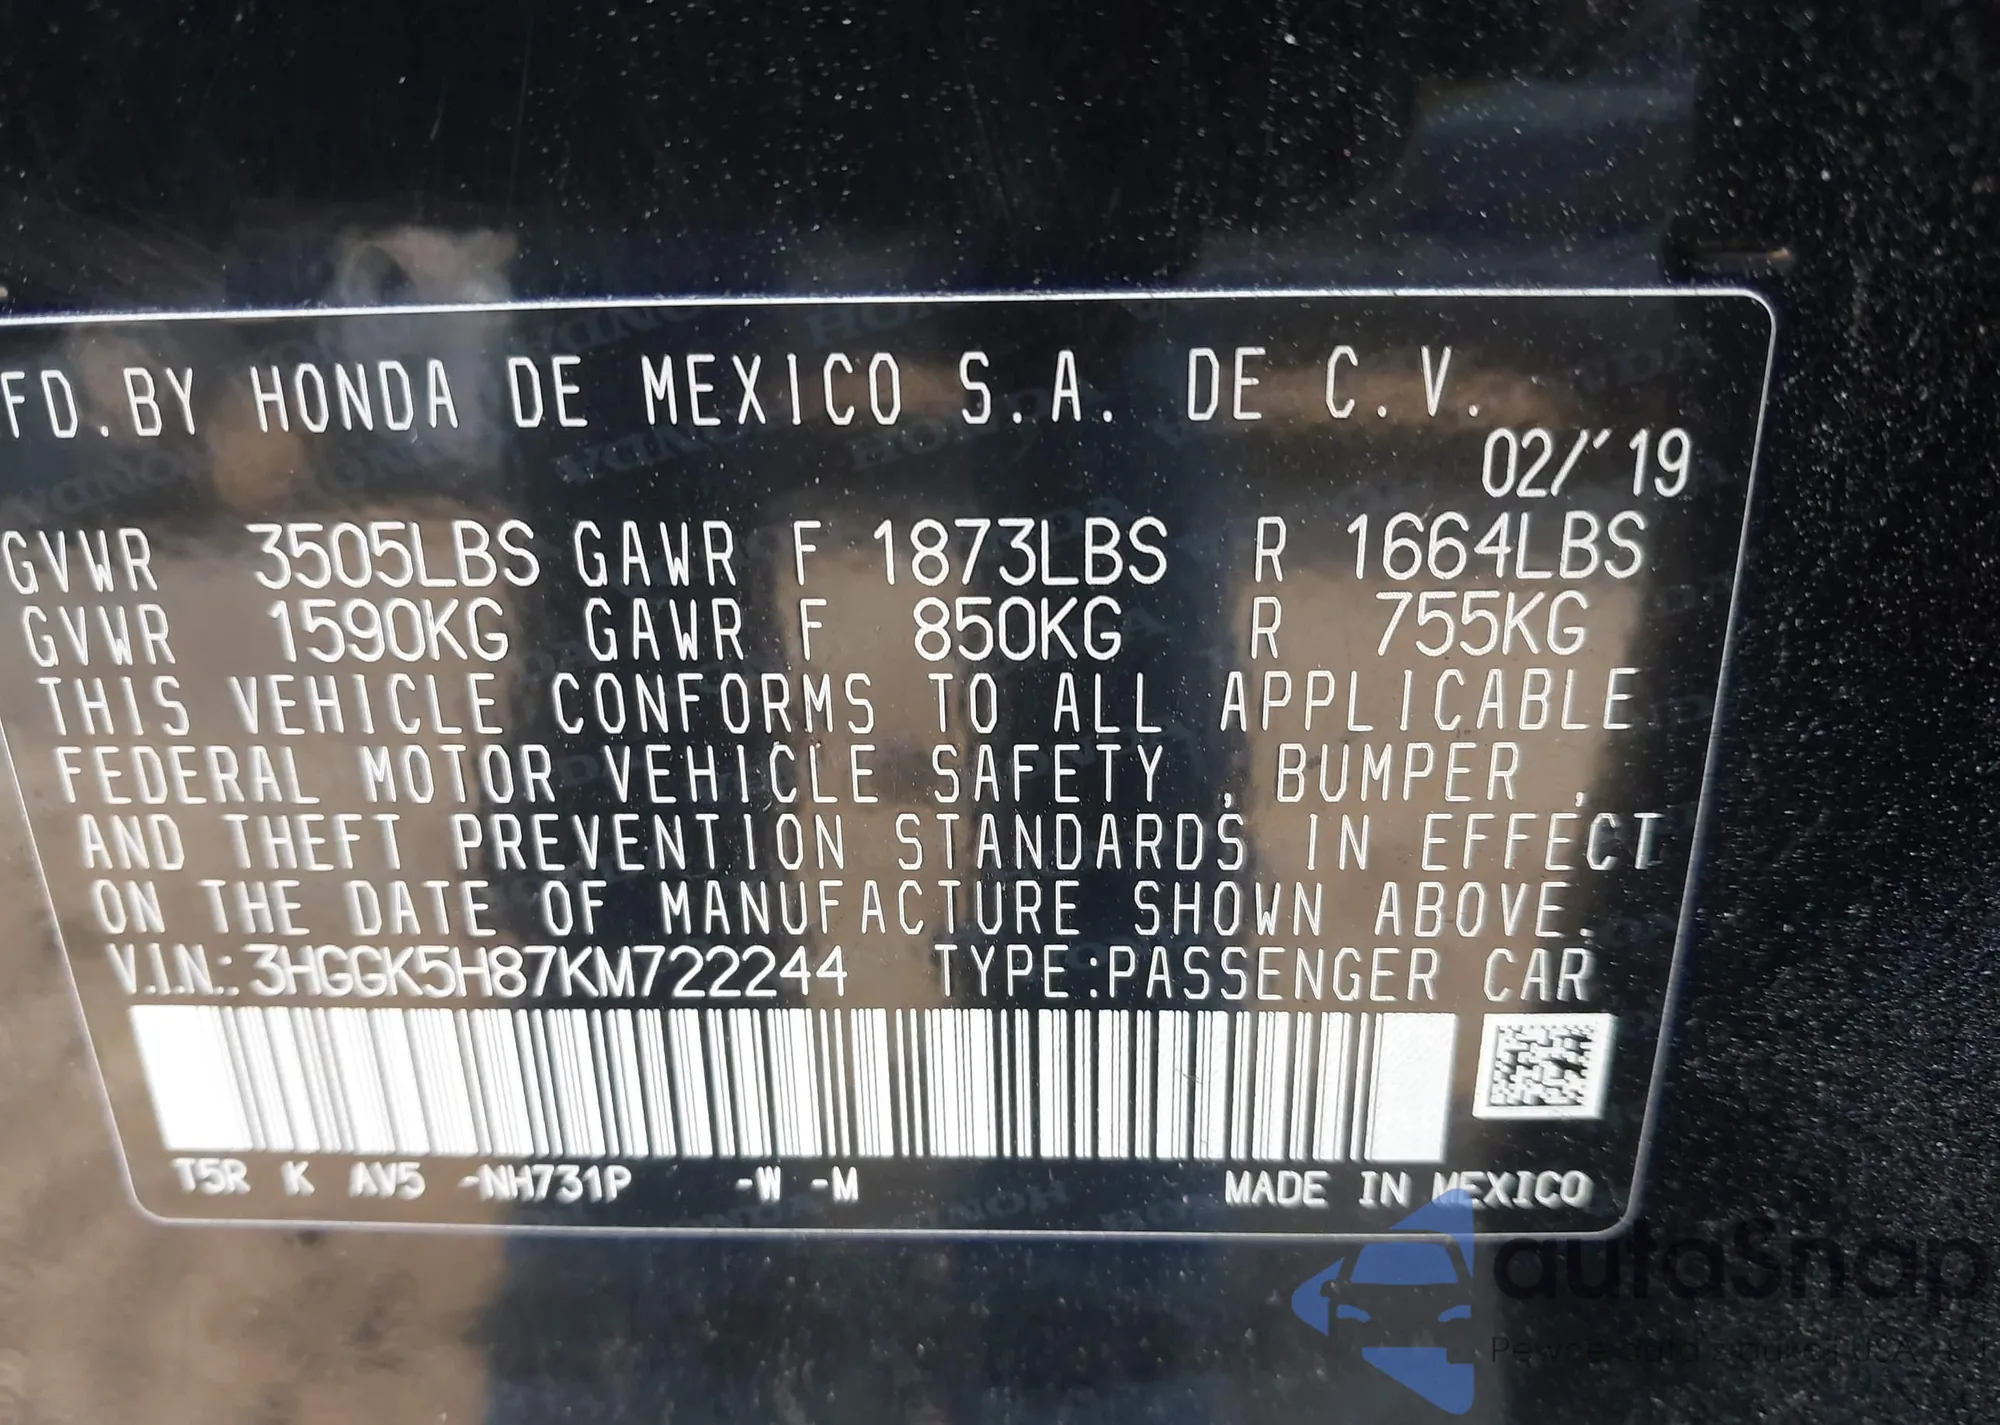 FD.BY HONDA DE MEXICO S.A. DE C.V.
02/'19
GVWR 3505LBS GAWR F 1873LBS R 1664LBS
GVWR 1590KG GAWR F 850KG R 755KG
THIS VEHICLE CONFORMS TO ALL APPLICABLE
FEDERAL MOTOR VEHICLE SAFETY , BUMPER ,
AND THEFT PREVENTION STANDARDS IN EFFECT
ON THE DATE OF MANUFACTURE SHOWN ABOVE.
V.I.N.: 3HGGK5H87KM722244 TYPE:PASSENGER CAR
T5R K AV5 -NH731P -W -M MADE IN MEXICO
autoSnap